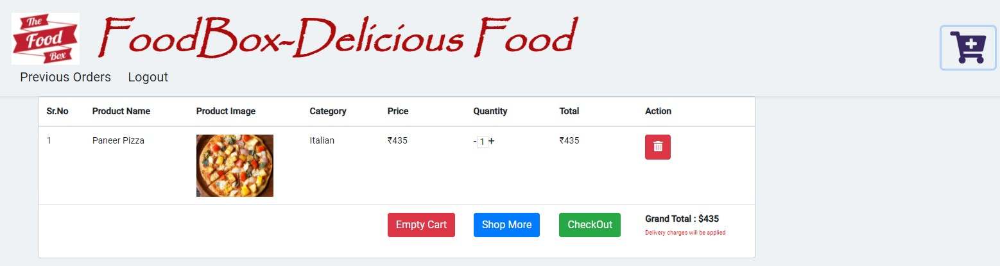 The
Food
Box
FoodBox-Delicious Food
Previous Orders Logout
Sr.No Product Name Product Image Category Price Quantity Total Action
1 Paneer Pizza Italian ₹435 -1+ ₹435
Empty Cart Shop More CheckOut Grand Total : $435
Delivery charges will be applied